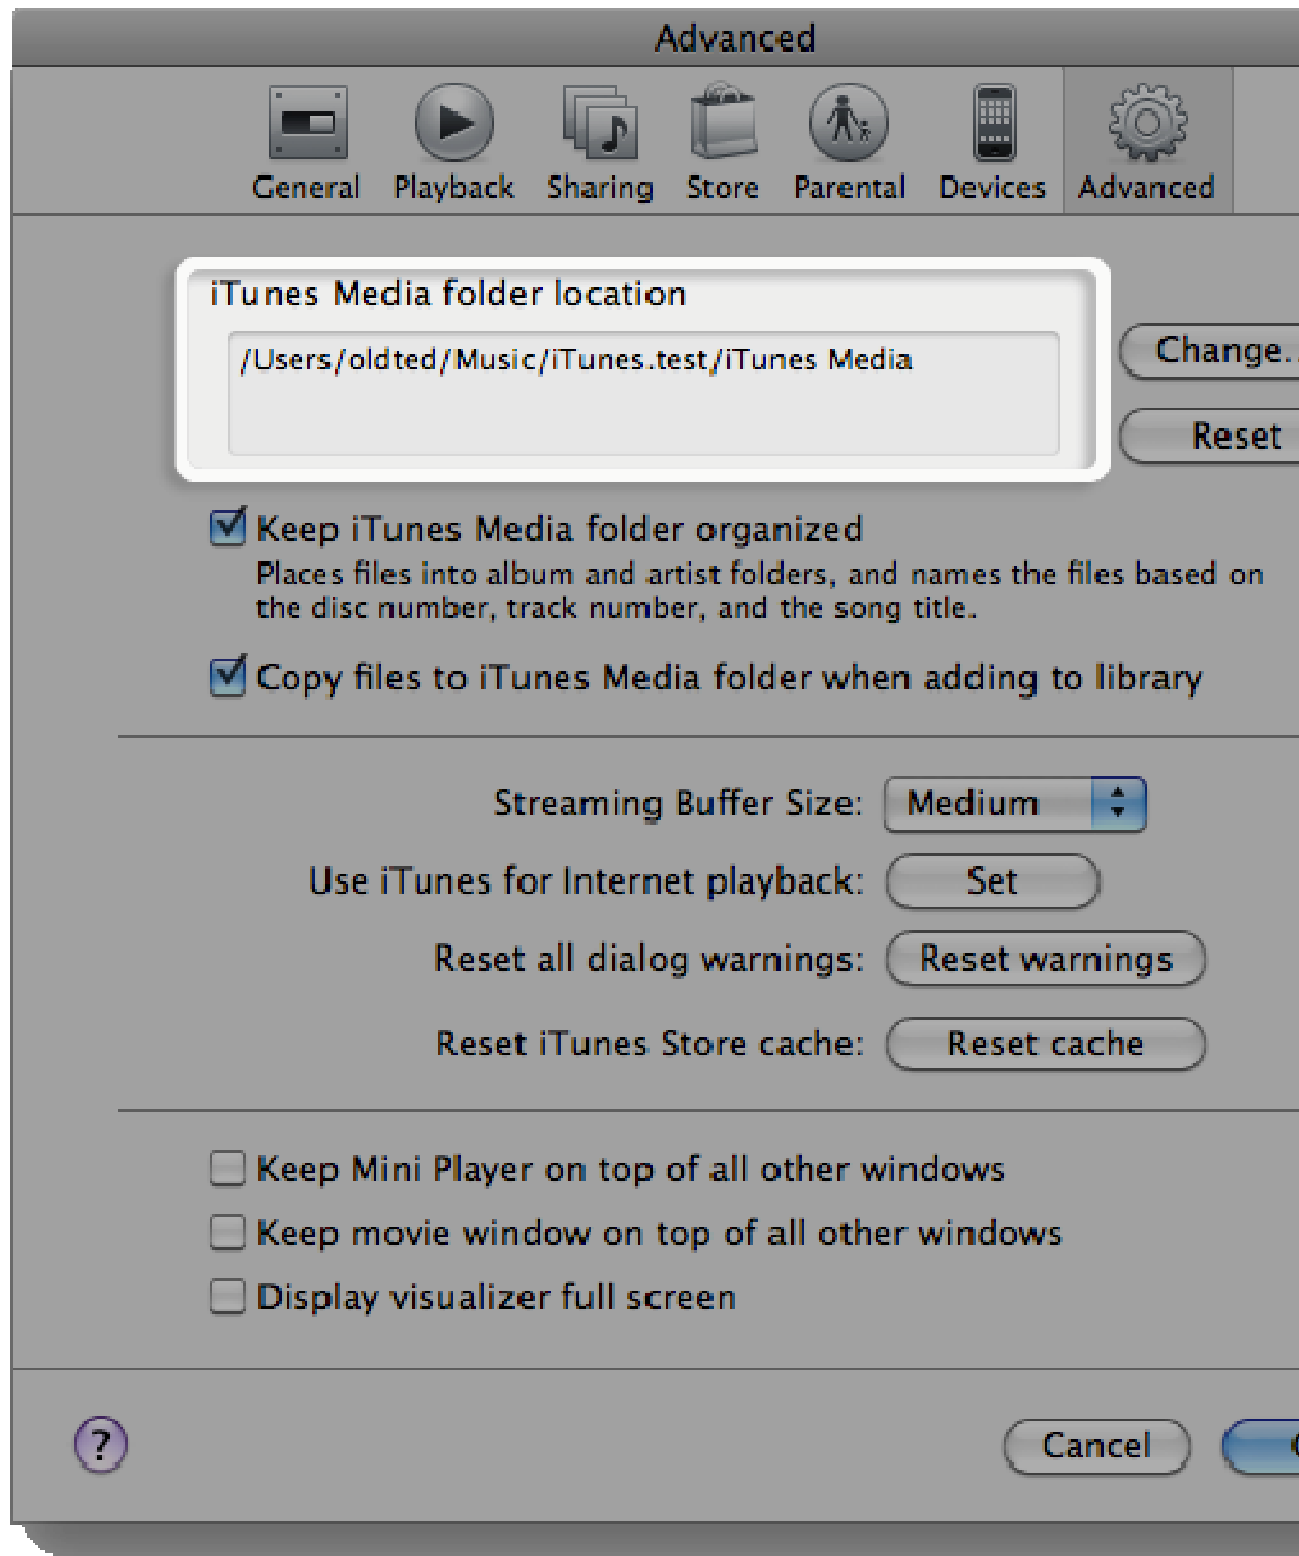 Advanced
General Playback Sharing Store Parental Devices Advanced
iTunes Media folder location
/Users/oldted/Music/iTunes.test/iTunes Media
Change..
Reset
Keep iTunes Media folder organized
Places files into album and artist folders, and names the files based on
the disc number, track number, and the song title.
Copy files to iTunes Media folder when adding to library
Streaming Buffer Size: Medium
Use iTunes for Internet playback: Set
Reset all dialog warnings: Reset warnings
Reset iTunes Store cache: Reset cache
Keep Mini Player on top of all other windows
Keep movie window on top of all other windows
Display visualizer full screen
? Cancel